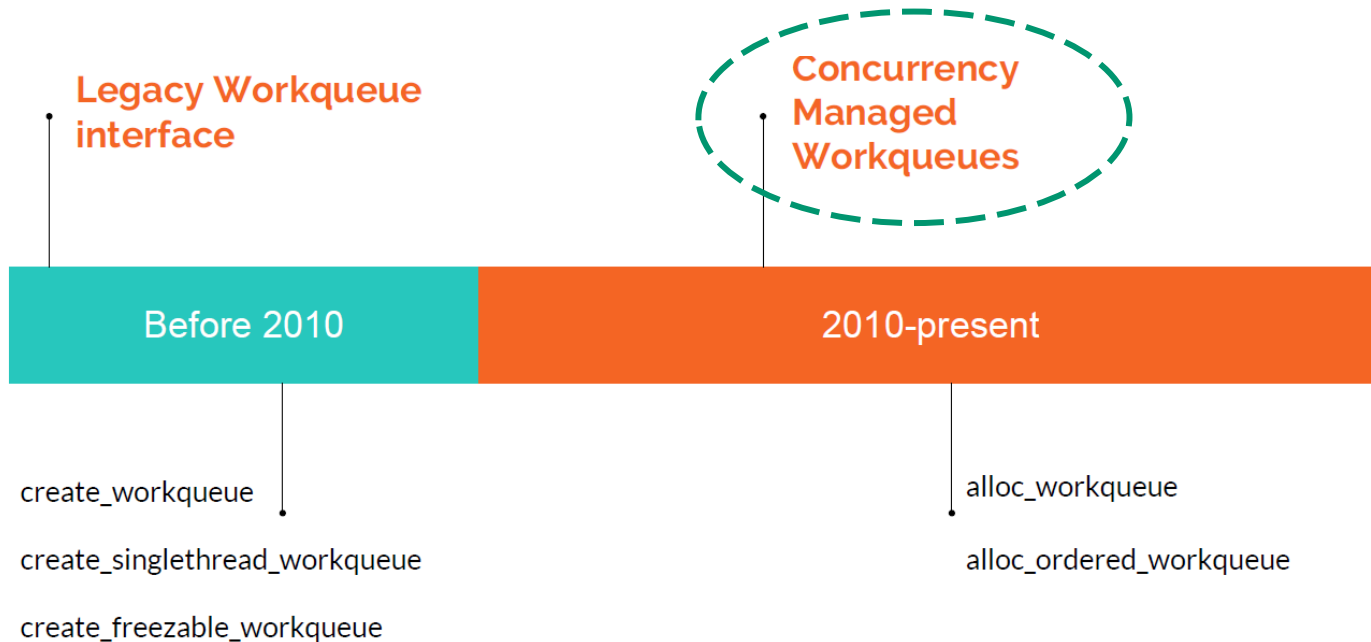 Legacy Workqueue
interface
Concurrency
Managed
Workqueues
Before 2010
2010-present
create_workqueue
create_singlethread_workqueue
create_freezable_workqueue
alloc_workqueue
alloc_ordered_workqueue